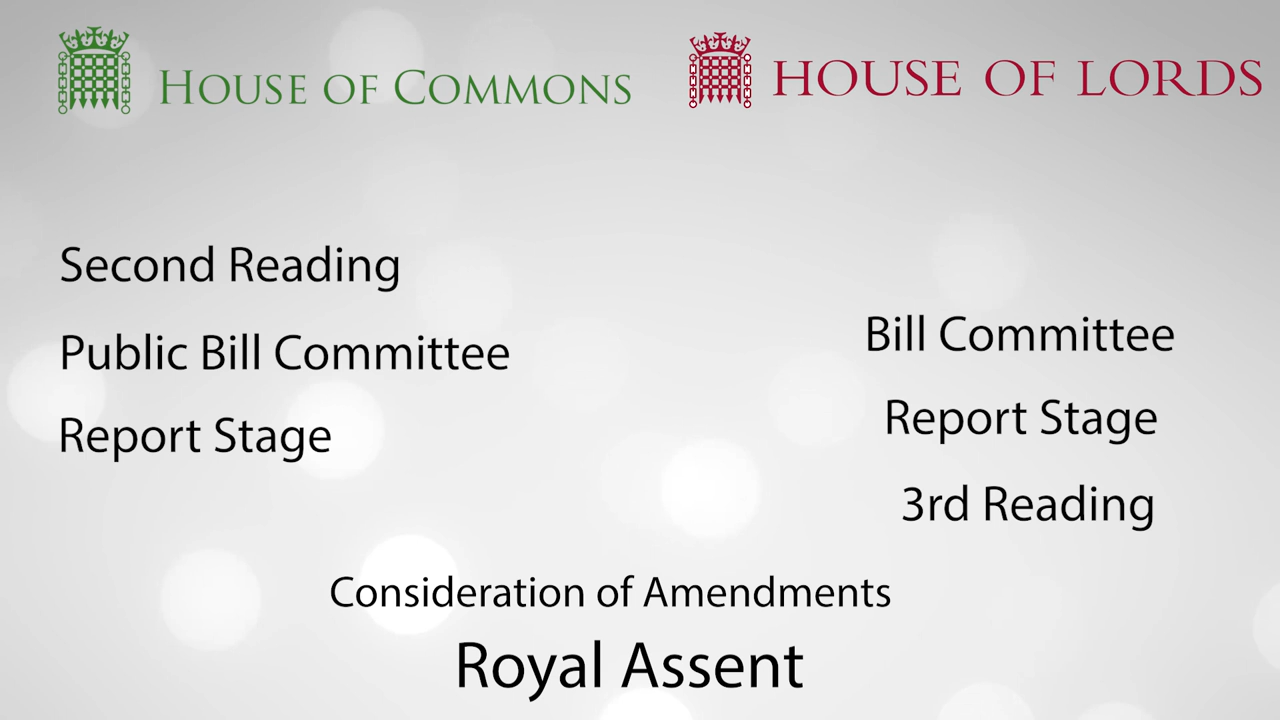 HOUSE OF COMMONS
HOUSE OF LORDS
Second Reading
Public Bill Committee
Report Stage
Bill Committee
Report Stage
3rd Reading
Consideration of Amendments
Royal Assent